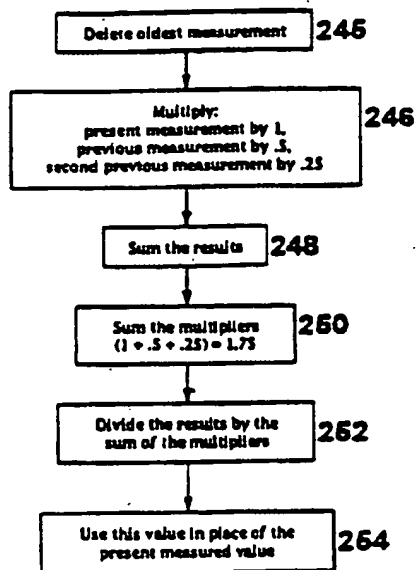 Delete oldest measurement 245
Multiply: 246
present measurement by 1,
previous measurement by .5,
second previous measurement by .25
Sum the results 248
Sum the multipliers 250
(1 + .5 + .25) = 1.75
Divide the results by the 252
sum of the multipliers
Use this value in place of the 254
present measured value